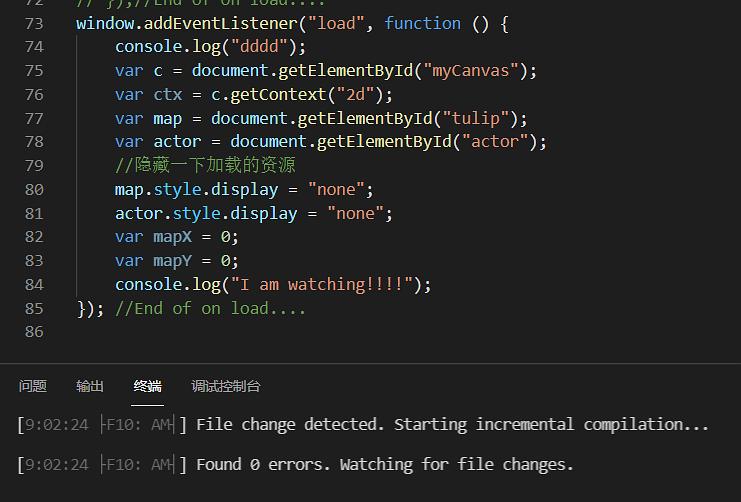 72 // });//End of on load....
73 window.addEventListener("load", function () {
74 console.log("dddd");
75 var c = document.getElementById("myCanvas");
76 var ctx = c.getContext("2d");
77 var map = document.getElementById("tulip");
78 var actor = document.getElementById("actor");
79 //隐藏一下加载的资源
80 map.style.display = "none";
81 actor.style.display = "none";
82 var mapX = 0;
83 var mapY = 0;
84 console.log("I am watching!!!!");
85 }); //End of on load....
86
问题 输出 终端 调试控制台
[9:02:24 ├F10: AM┤] File change detected. Starting incremental compilation...
[9:02:24 ├F10: AM┤] Found 0 errors. Watching for file changes.